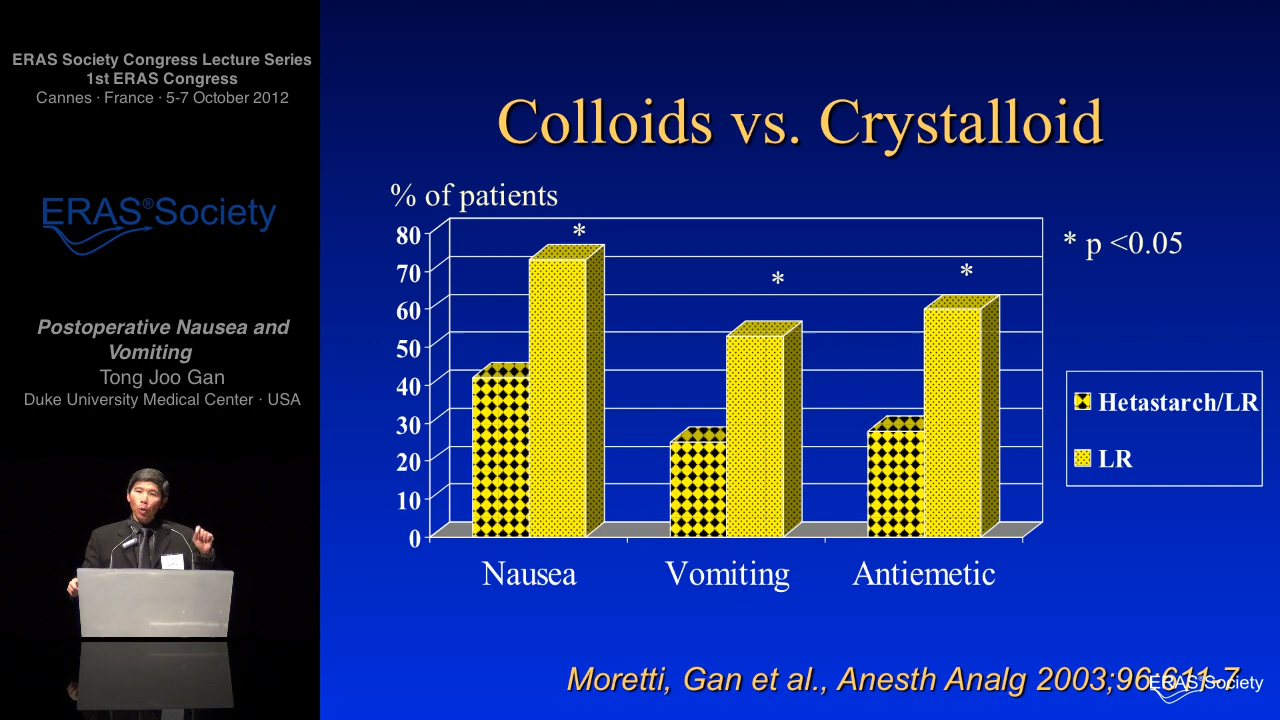 ERAS Society Congress Lecture Series
1st ERAS Congress
Cannes · France · 5-7 October 2012
ERAS®Society
Postoperative Nausea and
Vomiting
Tong Joo Gan
Duke University Medical Center · USA
Colloids vs. Crystalloid
% of patients
* p <0.05
80
70
60
50
40
30
20
10
0
*
*
*
Hetastarch/LR
LR
Nausea Vomiting Antiemetic
Moretti, Gan et al., Anesth Analg 2003;96:611-7
ERAS Society